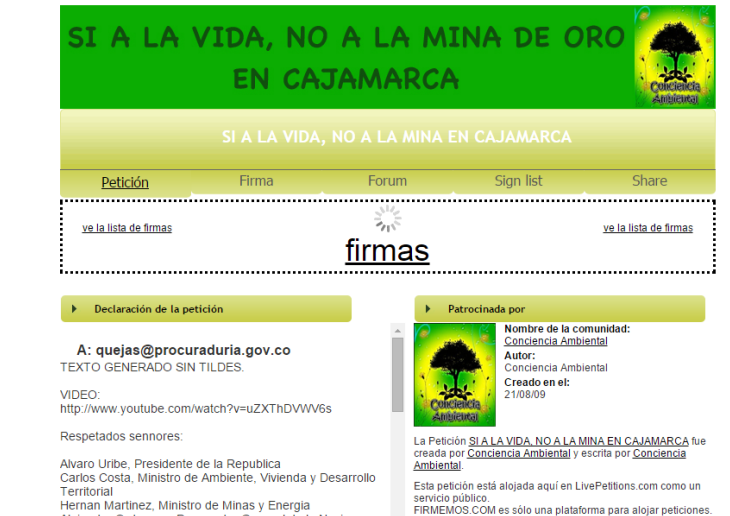 SI A LA VIDA, NO A LA MINA DE ORO
EN CAJAMARCA
Conciencia
Ambiental
SI A LA VIDA, NO A LA MINA EN CAJAMARCA
Petición
Firma
Forum
Sign list
Share
ve la lista de firmas
firmas
ve la lista de firmas
Declaración de la petición
A: quejas@procuraduria.gov.co
TEXTO GENERADO SIN TILDES.
VIDEO:
http://www.youtube.com/watch?v=uZXThDVWV6s
Respetados sennores:
Alvaro Uribe, Presidente de la Republica
Carlos Costa, Ministro de Ambiente, Vivienda y Desarrollo
Territorial
Hernan Martinez, Ministro de Minas y Energia
Patrocinada por
Conciencia
Ambiental
Nombre de la comunidad:
Conciencia Ambiental
Autor:
Conciencia Ambiental
Creado en el:
21/08/09
La Petición SI A LA VIDA, NO A LA MINA EN CAJAMARCA fue
creada por Conciencia Ambiental y escrita por Conciencia
Ambiental.
Esta petición está alojada aquí en LivePetitions.com como un
servicio público.
FIRMEMOS.COM es sólo una plataforma para alojar peticiones.